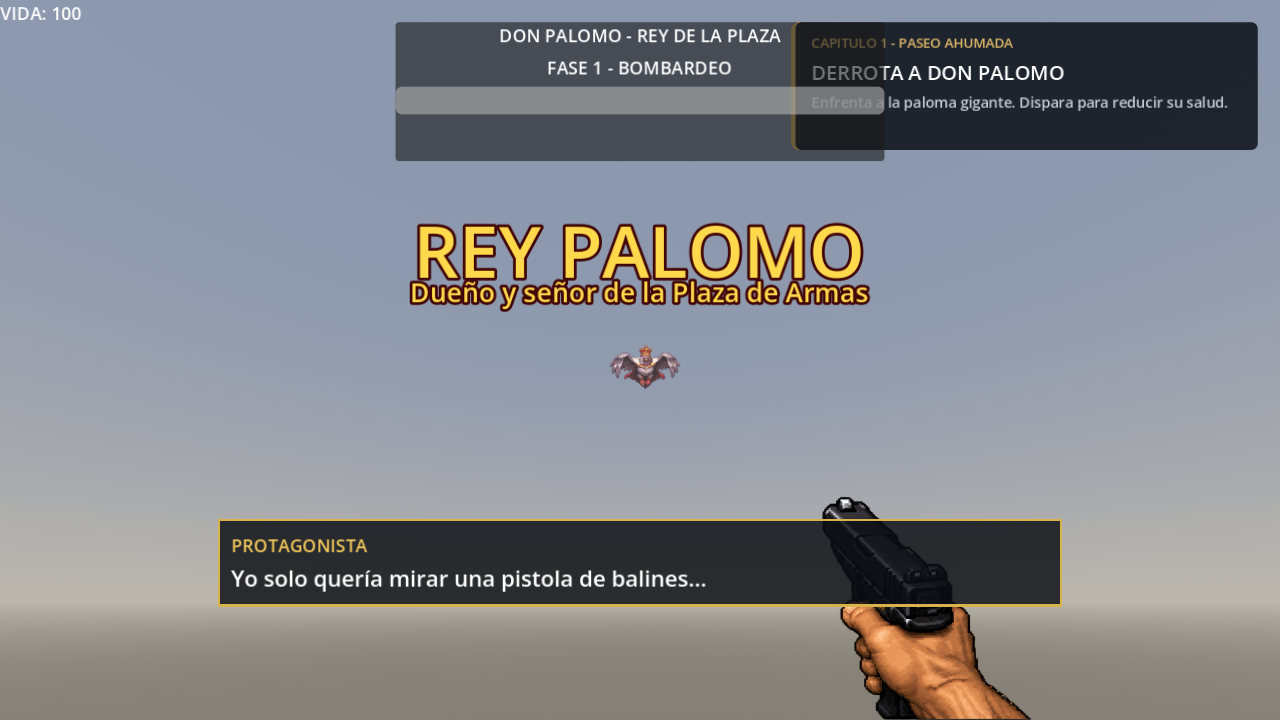 VIDA: 100
DON PALOMO - REY DE LA PLAZA
FASE 1 - BOMBARDEO
CAPITULO 1 - PASEO AHUMADA
DERROTA A DON PALOMO
Enfrenta a la paloma gigante. Dispara para reducir su salud.
REY PALOMO
Dueño y señor de la Plaza de Armas
PROTAGONISTA
Yo solo quería mirar una pistola de balines...